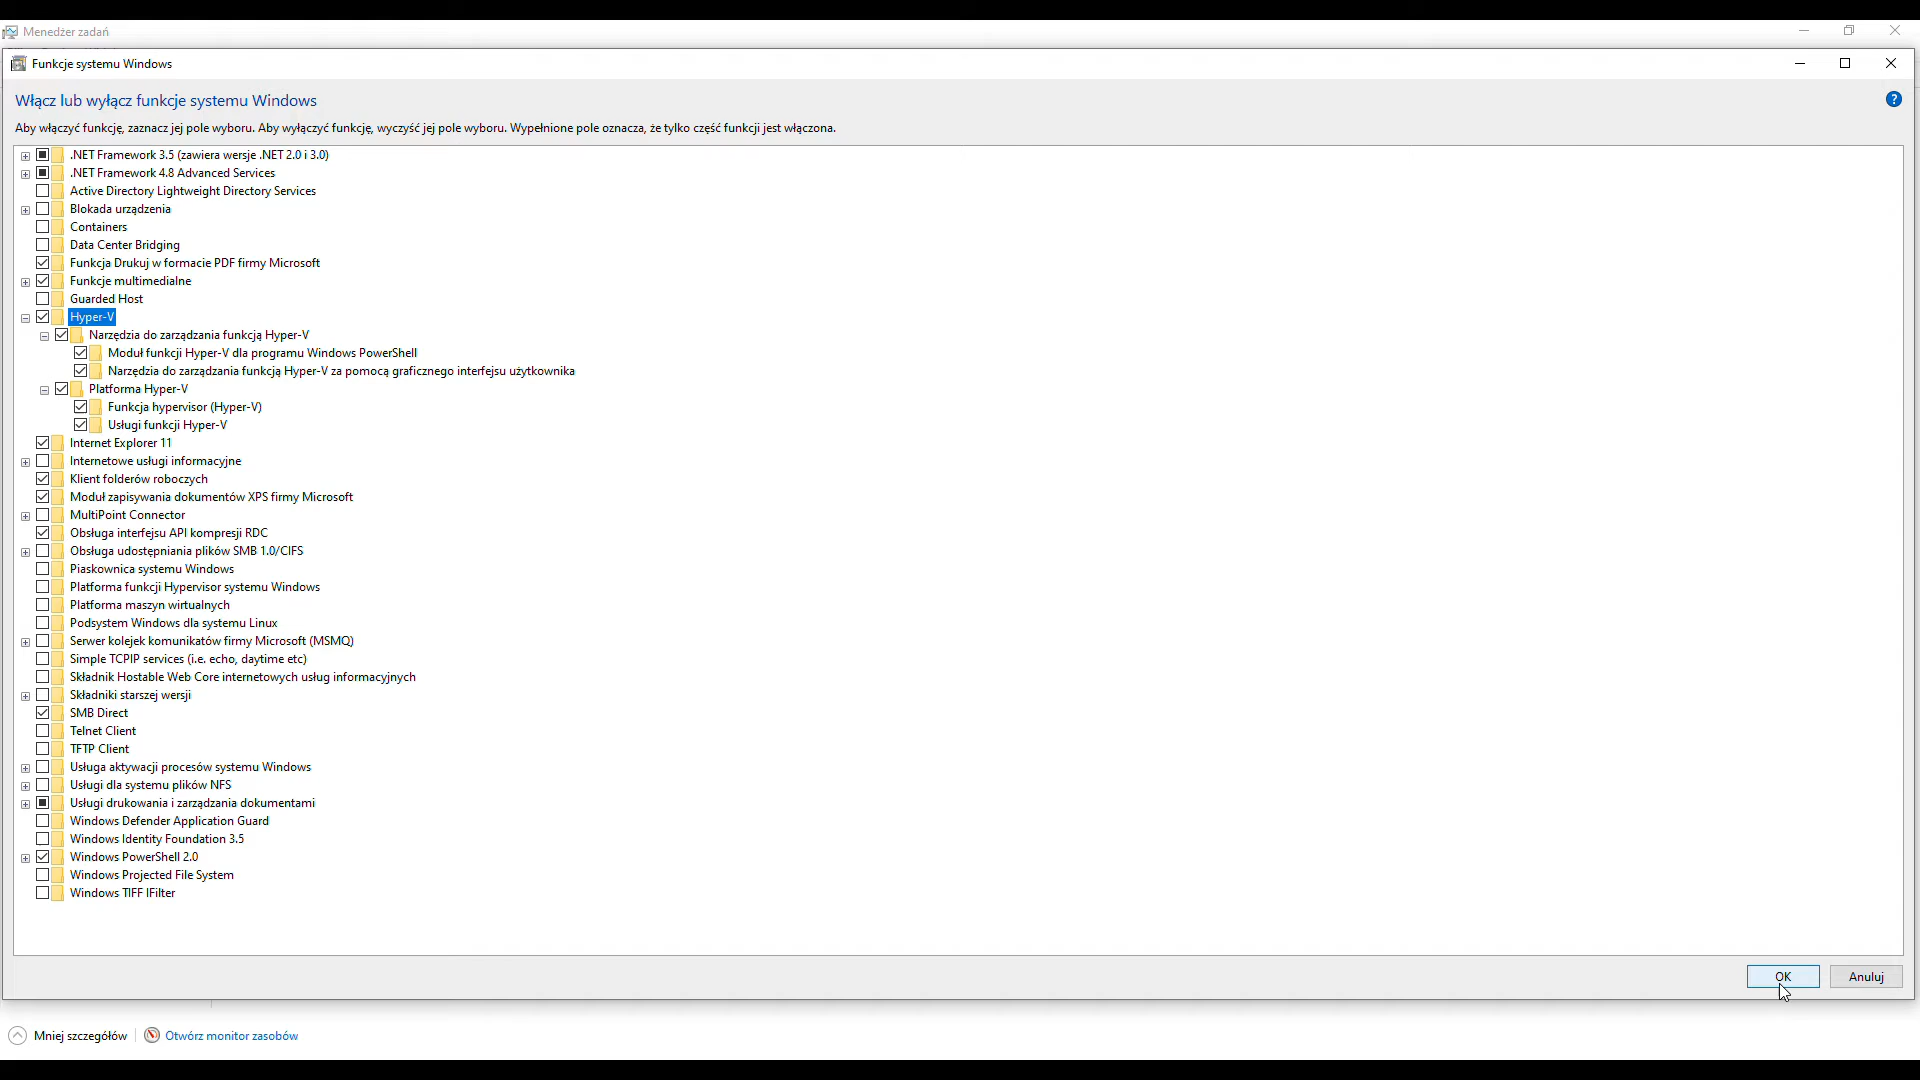 Menedżer zadań
Funkcje systemu Windows
Włącz lub wyłącz funkcje systemu Windows
?
Aby włączyć funkcję, zaznacz jej pole wyboru. Aby wyłączyć funkcję, wyczyść jej pole wyboru. Wypełnione pole oznacza, że tylko część funkcji jest włączona.
.NET Framework 3.5 (zawiera wersje .NET 2.0 i 3.0)
.NET Framework 4.8 Advanced Services
Active Directory Lightweight Directory Services
Blokada urządzenia
Containers
Data Center Bridging
Funkcja Drukuj w formacie PDF firmy Microsoft
Funkcje multimedialne
Guarded Host
Hyper-V
Narzędzia do zarządzania funkcją Hyper-V
Moduł funkcji Hyper-V dla programu Windows PowerShell
Narzędzia do zarządzania funkcją Hyper-V za pomocą graficznego interfejsu użytkownika
Platforma Hyper-V
Funkcja hypervisor (Hyper-V)
Usługi funkcji Hyper-V
Internet Explorer 11
Internetowe usługi informacyjne
Klient folderów roboczych
Moduł zapisywania dokumentów XPS firmy Microsoft
MultiPoint Connector
Obsługa interfejsu API kompresji RDC
Obsługa udostępniania plików SMB 1.0/CIFS
Piaskownica systemu Windows
Platforma funkcji Hypervisor systemu Windows
Platforma maszyn wirtualnych
Podsystem Windows dla systemu Linux
Serwer kolejek komunikatów firmy Microsoft (MSMQ)
Simple TCPIP services (i.e. echo, daytime etc)
Składnik Hostable Web Core internetowych usług informacyjnych
Składniki starszej wersji
SMB Direct
Telnet Client
TFTP Client
Usługa aktywacji procesów systemu Windows
Usługi dla systemu plików NFS
Usługi drukowania i zarządzania dokumentami
Windows Defender Application Guard
Windows Identity Foundation 3.5
Windows PowerShell 2.0
Windows Projected File System
Windows TIFF IFilter
OK
Anuluj
Mniej szczegółów
Otwórz monitor zasobów